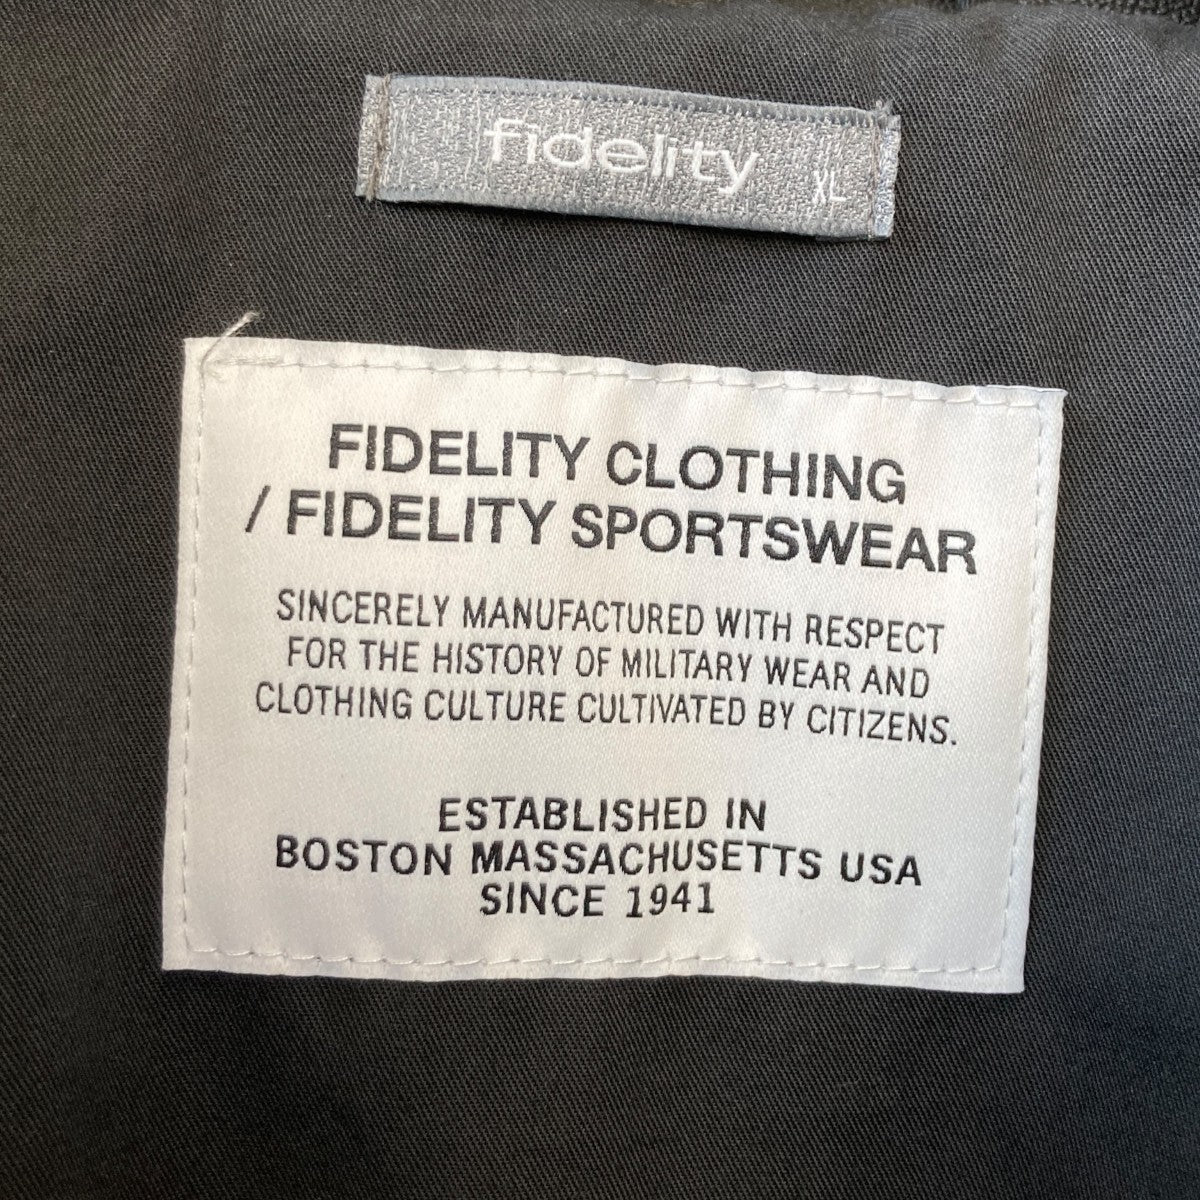 fidelity XL
FIDELITY CLOTHING
/ FIDELITY SPORTSWEAR
SINCERELY MANUFACTURED WITH RESPECT
FOR THE HISTORY OF MILITARY WEAR AND
CLOTHING CULTURE CULTIVATED BY CITIZENS.
ESTABLISHED IN
BOSTON MASSACHUSETTS USA
SINCE 1941